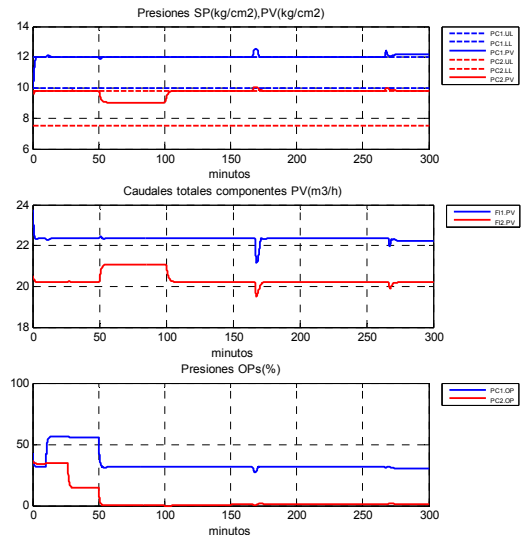 Presiones SP(kg/cm2),PV(kg/cm2)
14
12
10
8
6
0
50
100
150
200
250
300
minutos
PC1.UL
PC1.LL
PC1.PV
PC2.UL
PC2.LL
PC2.PV
Caudales totales componentes PV(m3/h)
24
22
20
18
0
50
100
150
200
250
300
minutos
FI1.PV
FI2.PV
Presiones OPs(%)
100
50
0
0
50
100
150
200
250
300
minutos
PC1.OP
PC2.OP